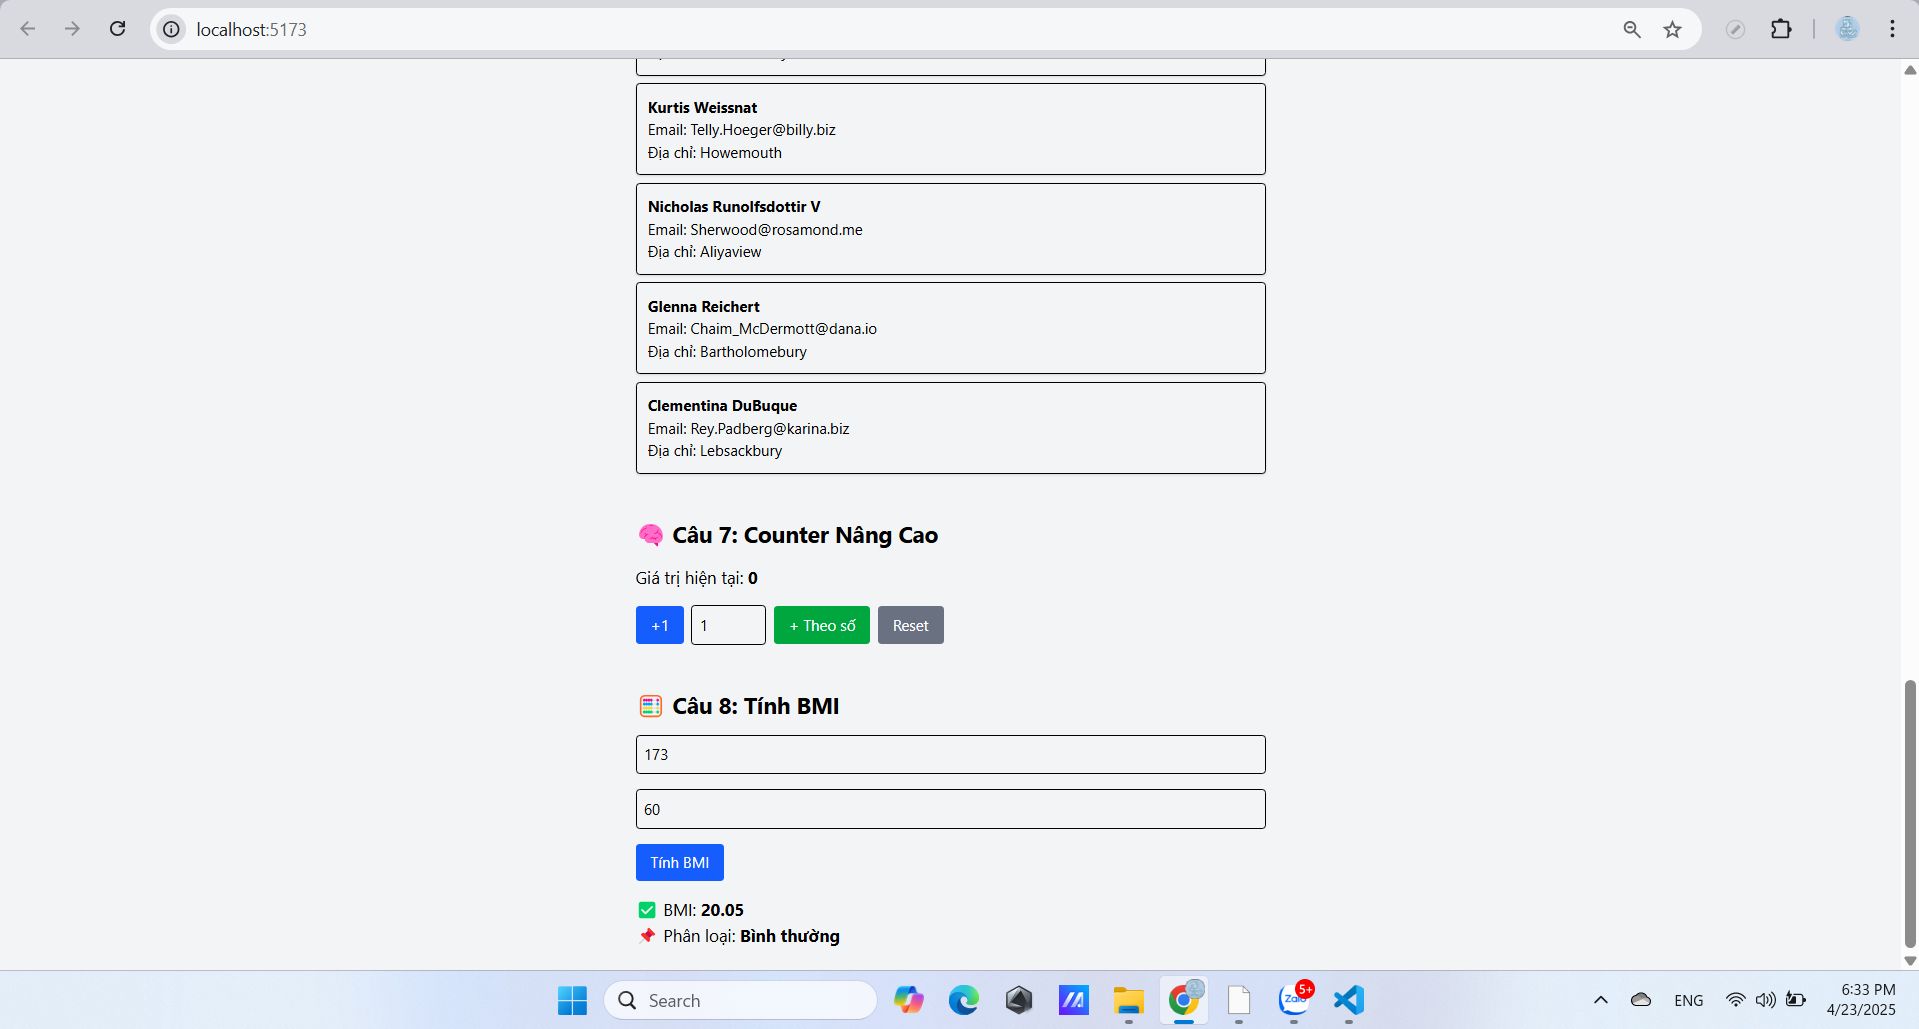 localhost:5173
Kurtis Weissnat
Email: Telly.Hoeger@billy.biz
Địa chỉ: Howemouth
Nicholas Runolfsdottir V
Email: Sherwood@rosamond.me
Địa chỉ: Aliyaview
Glenna Reichert
Email: Chaim_McDermott@dana.io
Địa chỉ: Bartholomebury
Clementina DuBuque
Email: Rey.Padberg@karina.biz
Địa chỉ: Lebsackbury
Câu 7: Counter Nâng Cao
Giá trị hiện tại: 0
+1 1 + Theo số Reset
Câu 8: Tính BMI
173
60
Tính BMI
BMI: 20.05
Phân loại: Bình thường
Search
Zalo 5+
ENG
6:33 PM
4/23/2025